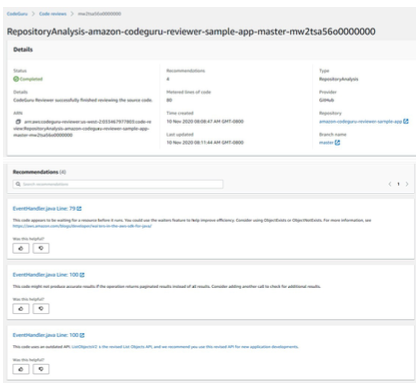 CodeGuru > Code reviews > mw2tsa56o0000000
RepositoryAnalysis-amazon-codeguru-reviewer-sample-app-master-mw2tsa56o0000000
Details
Status
Completed
Recommendations
4
Type
RepositoryAnalysis
Details
CodeGuru Reviewer successfully finished reviewing the source code.
Metered lines of code
80
Provider
GitHub
ARN
Time created
10 Nov 2020 08:08:47 AM GMT-0800
Repository
amazon-codeguru-reviewer-sample-app
view:RepositoryAnalysis-amazon-codeguru-reviewer-sample-app-
master-mw2tsa56o0000000
Last updated
10 Nov 2020 08:11:44 AM GMT-0800
Branch name
master
Recommendations (4)
Search recommendations
< 1 >
EventHandler.java Line: 79
This code appears to be waiting for a resource before it runs. You could use the waiters feature to help improve efficiency. Consider using ObjectExists or ObjectNotExists. For more information, see
https://aws.amazon.com/blogs/developer/waiters-in-the-aws-sdk-for-java/
Was this helpful?
EventHandler.java Line: 100
This code might not produce accurate results if the operation returns paginated results instead of all results. Consider adding another call to check for additional results.
Was this helpful?
EventHandler.java Line: 100
This code uses an outdated API. ListObjectsV2 is the revised List Objects API, and we recommend you use this revised API for new application developments.
Was this helpful?